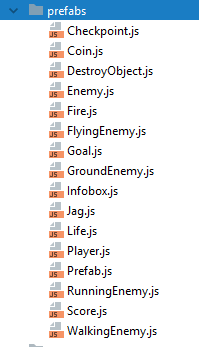 prefabs
Checkpoint.js
Coin.js
DestroyObject.js
Enemy.js
Fire.js
FlyingEnemy.js
Goal.js
GroundEnemy.js
Infobox.js
Jag.js
Life.js
Player.js
Prefab.js
RunningEnemy.js
Score.js
WalkingEnemy.js